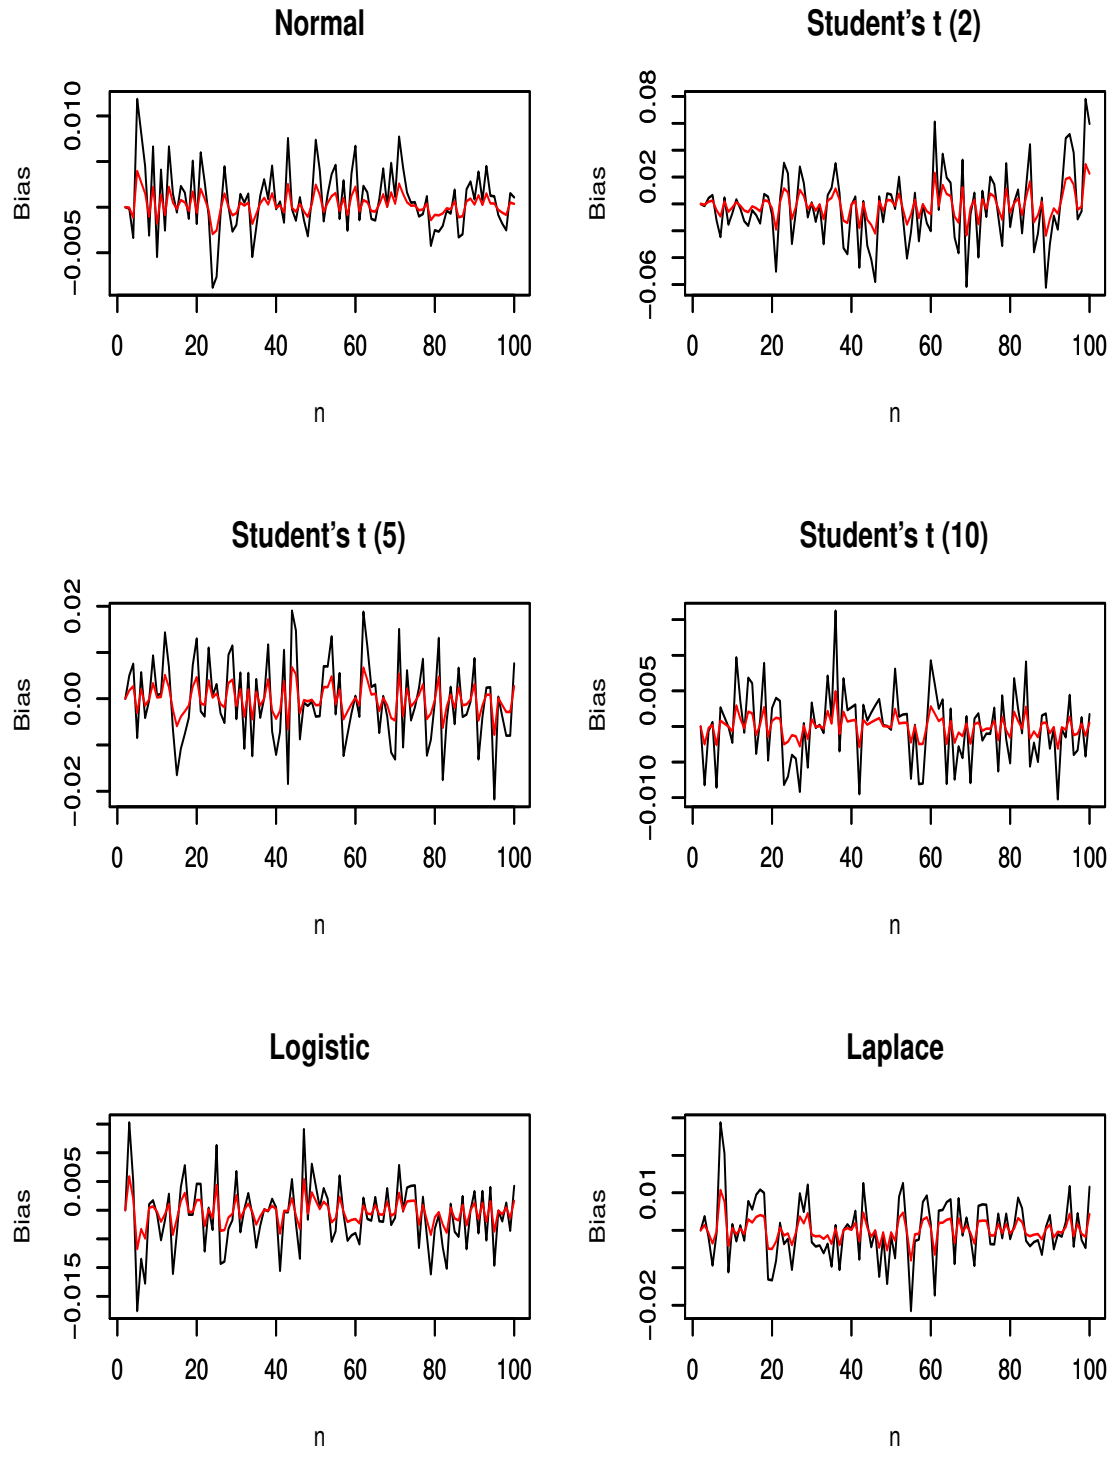 Normal
Student's t (2)
Bias
0.010
−0.005
0 20 40 60 80 100
n
Bias
0.08
0.02
−0.06
0 20 40 60 80 100
n
Student's t (5)
Student's t (10)
Bias
0.02
0.00
−0.02
0 20 40 60 80 100
n
Bias
0.005
−0.010
0 20 40 60 80 100
n
Logistic
Laplace
Bias
0.005
−0.015
0 20 40 60 80 100
n
Bias
0.01
−0.02
0 20 40 60 80 100
n